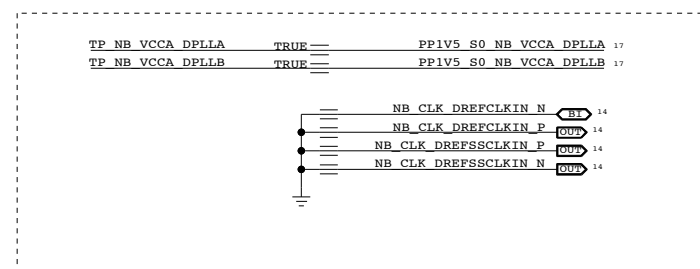 TP_NB_VCCA_DPLLA TRUE PP1V5_S0_NB_VCCA_DPLLA 17
TP_NB_VCCA_DPLLB TRUE PP1V5_S0_NB_VCCA_DPLLB 17
NB_CLK_DREFCLKIN_N BI 14
NB_CLK_DREFCLKIN_P OUT 14
NB_CLK_DREFSSCLKIN_P OUT 14
NB_CLK_DREFSSCLKIN_N OUT 14